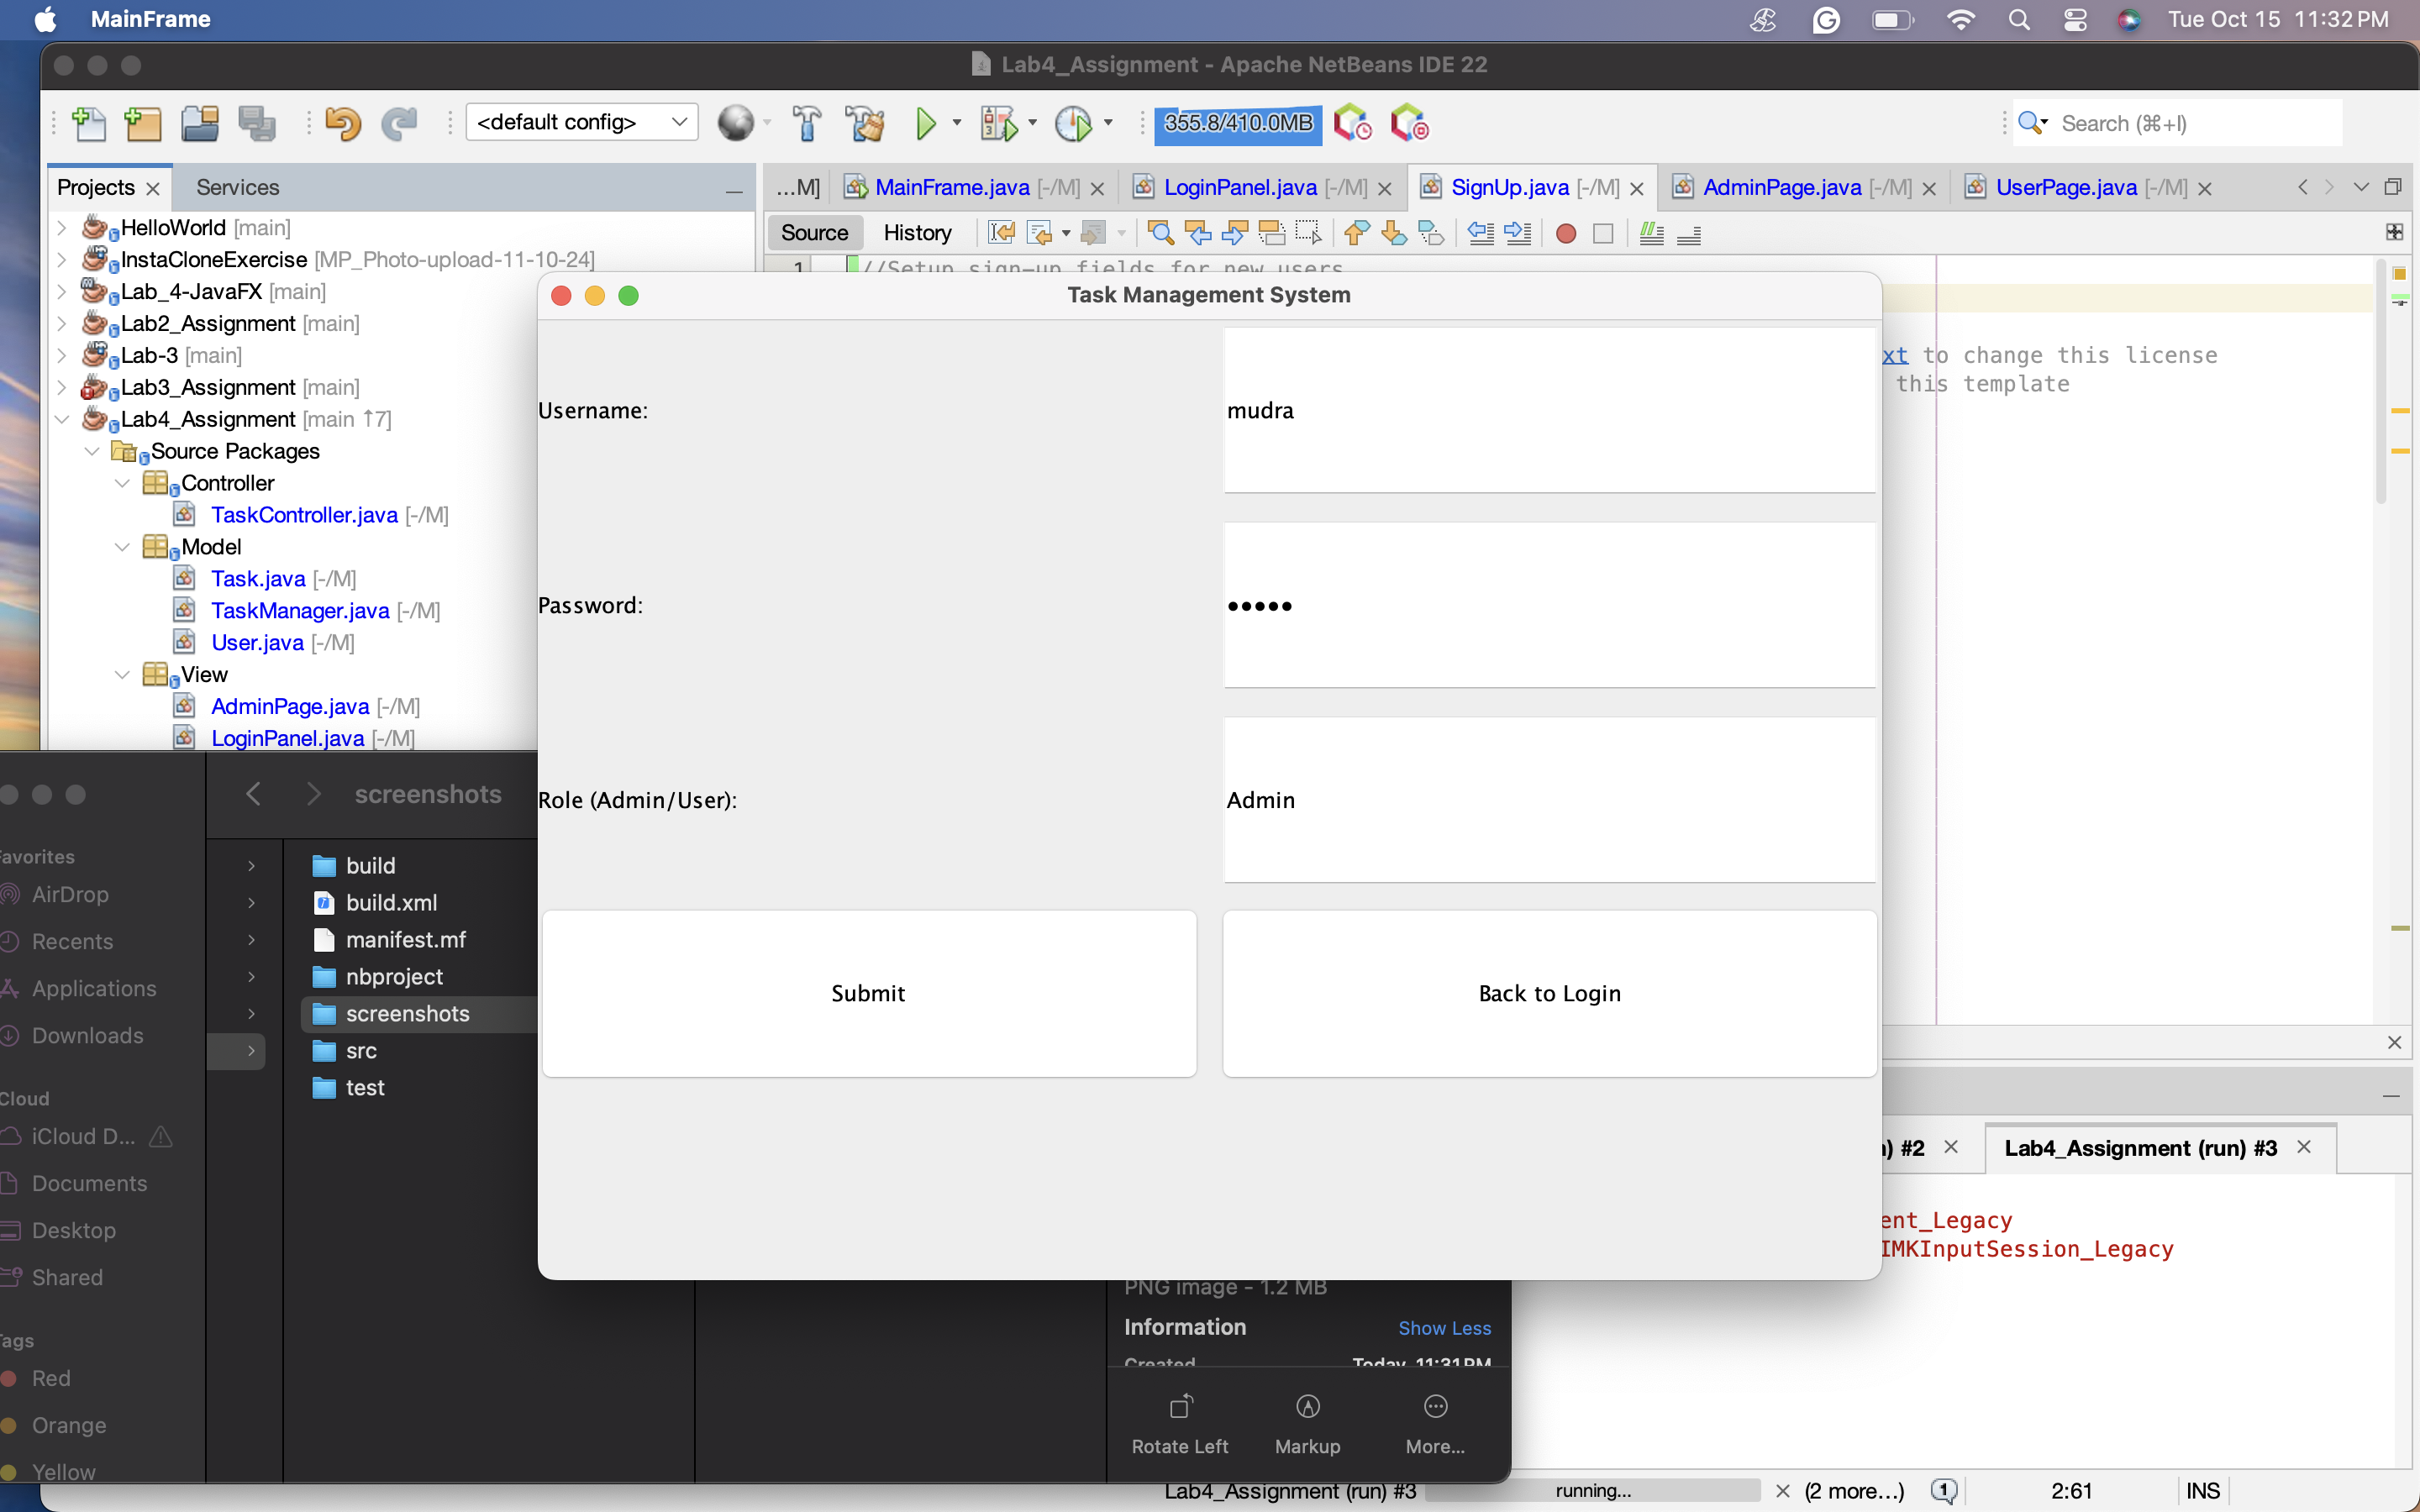 MainFrame
Tue Oct 15 11:32 PM
Lab4_Assignment - Apache NetBeans IDE 22
<default config>
355.8/410.0MB
Search (⌘+I)
Projects
Services
...M]
MainFrame.java [-/M]
LoginPanel.java [-/M]
SignUp.java [-/M]
AdminPage.java [-/M]
UserPage.java [-/M]
Source
History
HelloWorld [main]
InstaCloneExercise [MP_Photo-upload-11-10-24]
Lab_4-JavaFX [main]
Lab2_Assignment [main]
Lab-3 [main]
Lab3_Assignment [main]
Lab4_Assignment [main ↑7]
Source Packages
Controller
TaskController.java [-/M]
Model
Task.java [-/M]
TaskManager.java [-/M]
User.java [-/M]
View
AdminPage.java [-/M]
LoginPanel.java [-/M]
1 //Setup sign-up fields for new users
xt to change this license
this template
Task Management System
Username:
mudra
Password:
•••••
Role (Admin/User):
Admin
Submit
Back to Login
screenshots
avorites
AirDrop
Recents
Applications
Downloads
Cloud
iCloud D...
Documents
Desktop
Shared
ags
Red
Orange
Yellow
build
build.xml
manifest.mf
nbproject
screenshots
src
test
PNG image - 1.2 MB
Information
Show Less
Created
Today, 11:31 PM
Rotate Left
Markup
More...
) #2
Lab4_Assignment (run) #3
ent_Legacy
IMKInputSession_Legacy
Lab4_Assignment (run) #3
running...
(2 more...)
1
2:61
INS